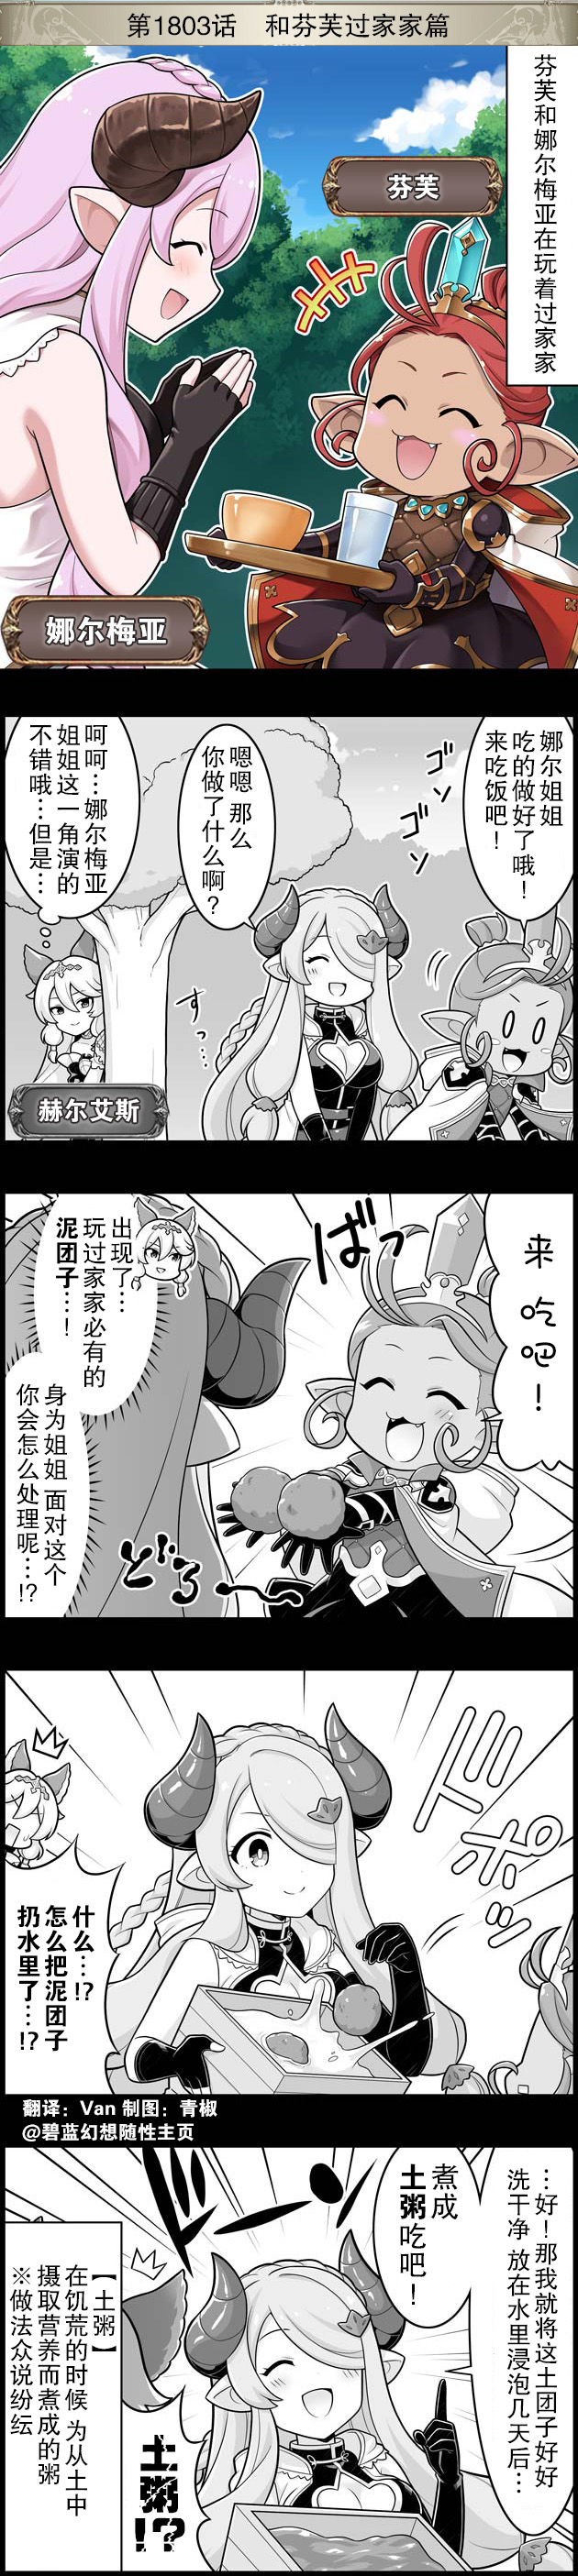 第1803话　和芬芙过家家篇
芬芙和娜尔梅亚在玩着过家家
芬芙
娜尔梅亚
娜尔姐姐
吃的做好了哦！
来吃饭吧！
ゴソ
ゴソ
嗯嗯 那么
你做了什么啊？
すっ…
呵呵…娜尔梅亚
姐姐这一角演的
不错哦…但是…
赫尔艾斯
来吃吧！
ばっ
出现了…
玩过家家必有的
泥团子…！
身为姐姐 面对这个
你会怎么处理呢…!?
どろ〜〜
ドポッ
什么…!?
怎么把泥团子
扔水里了…!?
翻译：Van 制图：青椒
@碧蓝幻想随性主页
…好！那我就将这土团子好好
洗干净 放在水里浸泡几天后…
煮成
土粥吃吧！
ドーン
土粥!?
【土粥】
在饥荒的时候 为从土中
摄取营养而煮成的粥
※做法众说纷纭